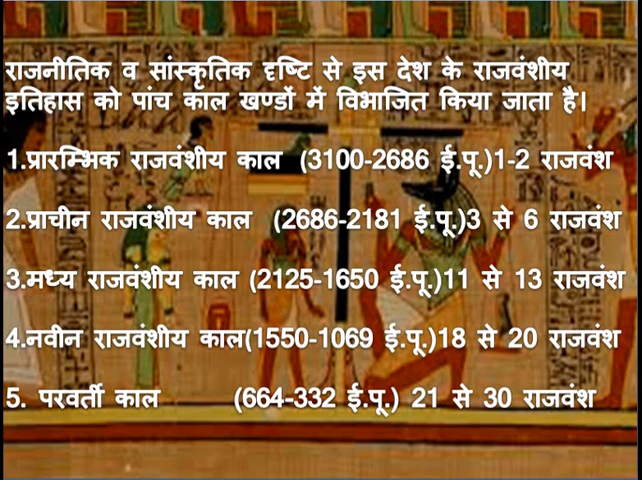 राजनीतिक व सांस्कृतिक दृष्टि से इस देश के राजवंशीय
इतिहास को पांच काल खण्डों में विभाजित किया जाता है।
1.प्रारम्भिक राजवंशीय काल (3100-2686 ई.पू.)1-2 राजवंश
2.प्राचीन राजवंशीय काल (2686-2181 ई.पू.)3 से 6 राजवंश
3.मध्य राजवंशीय काल (2125-1650 ई.पू.)11 से 13 राजवंश
4.नवीन राजवंशीय काल(1550-1069 ई.पू.)18 से 20 राजवंश
5. परवर्ती काल (664-332 ई.पू.) 21 से 30 राजवंश